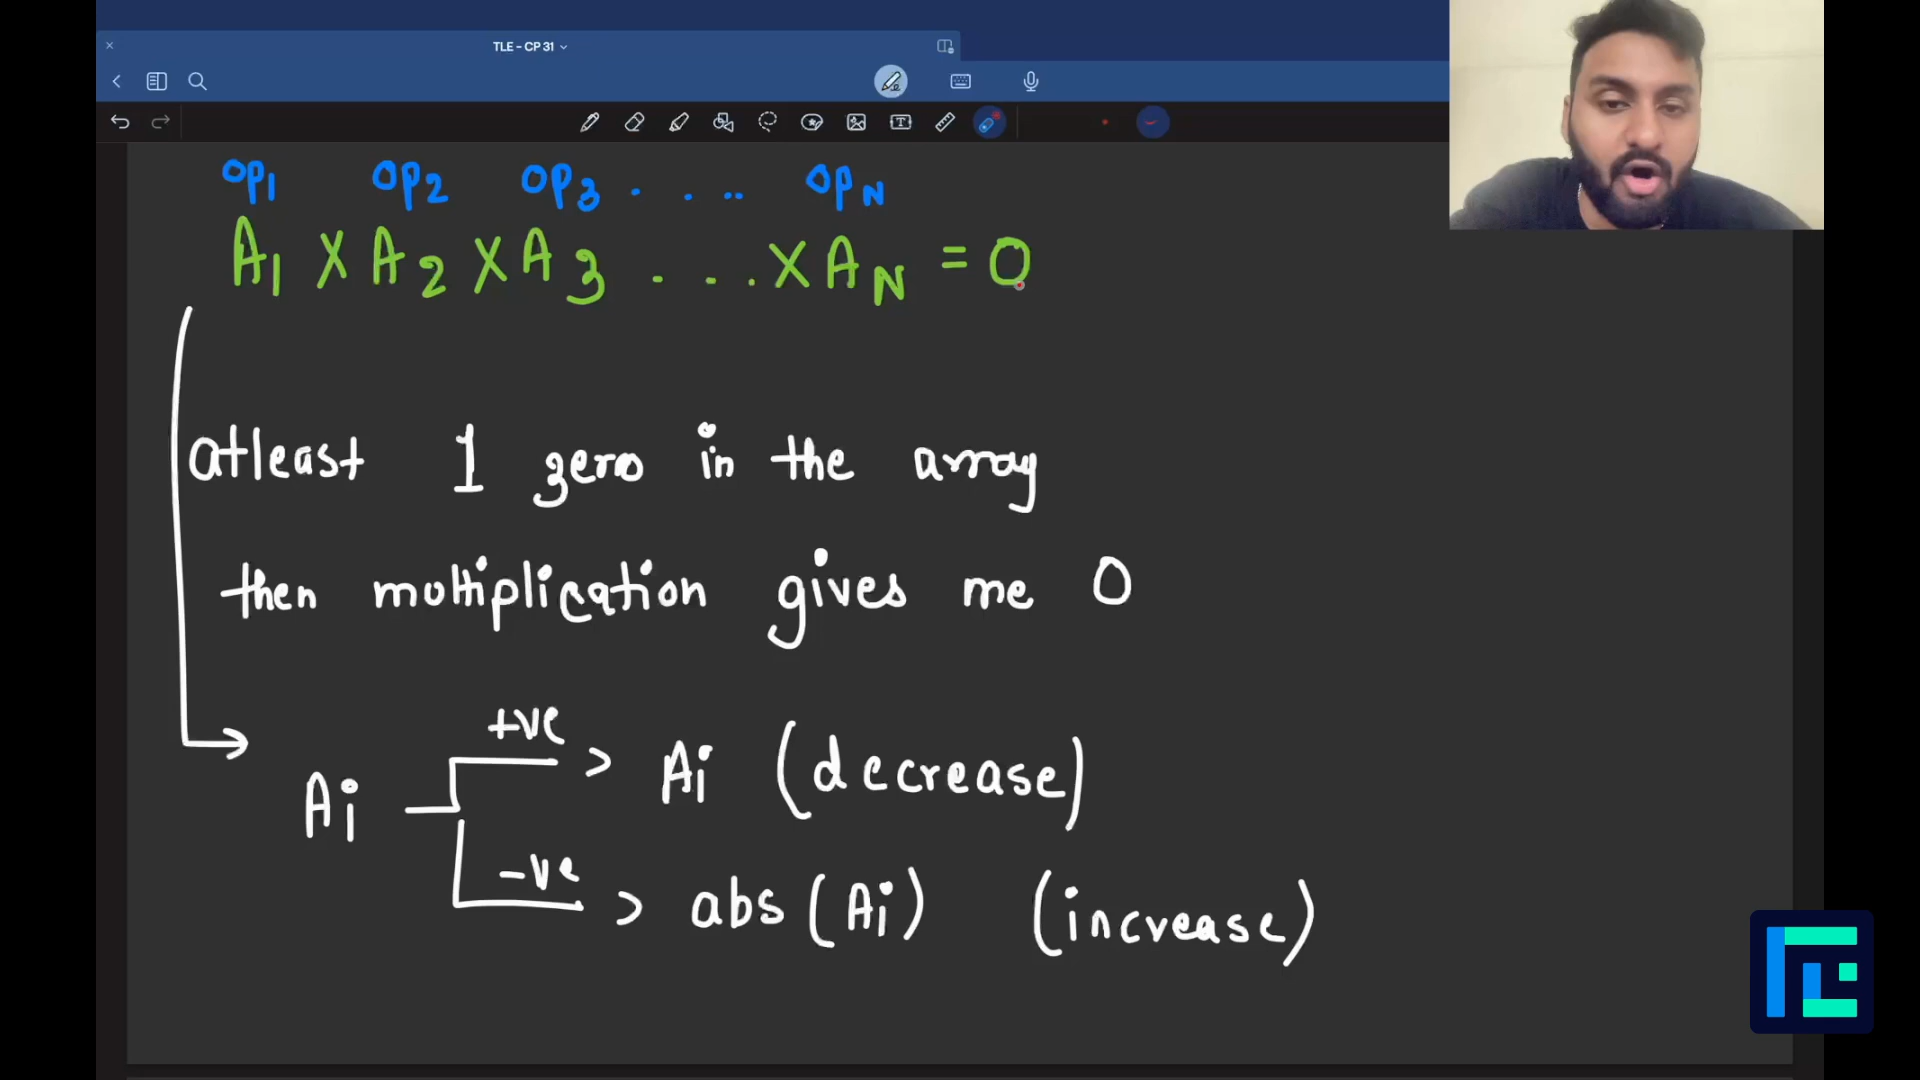 TLE - CP 31
op1 op2 op3 . . .. opN
A1 X A2 X A3 . . . X AN = 0
atleast 1 zero in the array
then multiplication gives me 0
+ve > Ai (decrease)
Ai
-ve > abs (Ai) (increase)